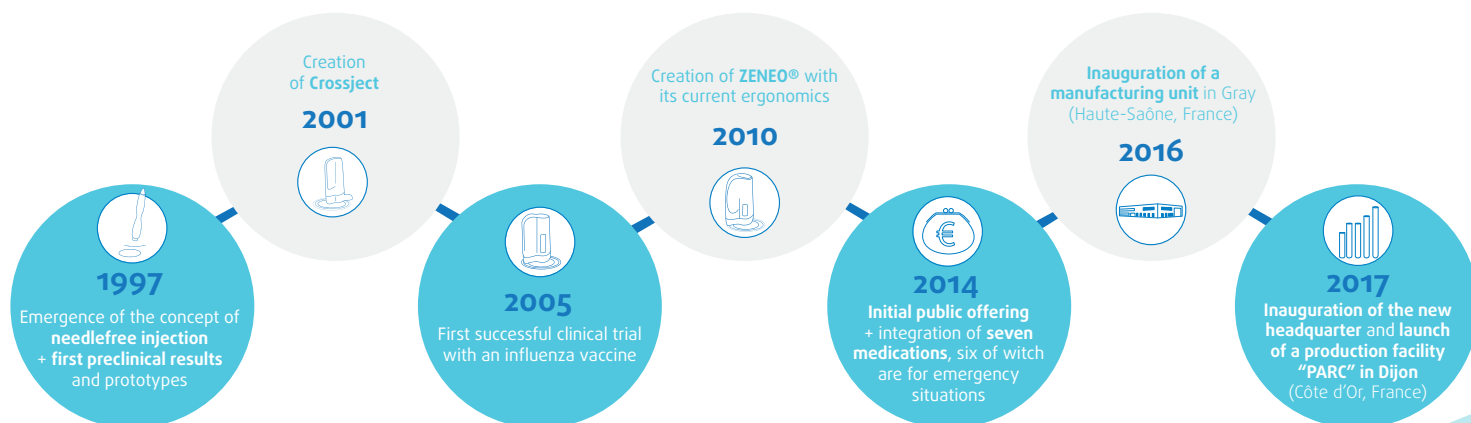 1997
Emergence of the concept of
needlefree injection
+ first preclinical results
and prototypes
Creation
of Crossject
2001
2005
First successful clinical trial
with an influenza vaccine
Creation of ZENEO® with
its current ergonomics
2010
€
2014
Initial public offering
+ integration of seven
medications, six of witch
are for emergency
situations
Inauguration of a
manufacturing unit in Gray
(Haute-Saône, France)
2016
2017
Inauguration of the new
headquarter and launch
of a production facility
“PARC” in Dijon
(Côte d’Or, France)